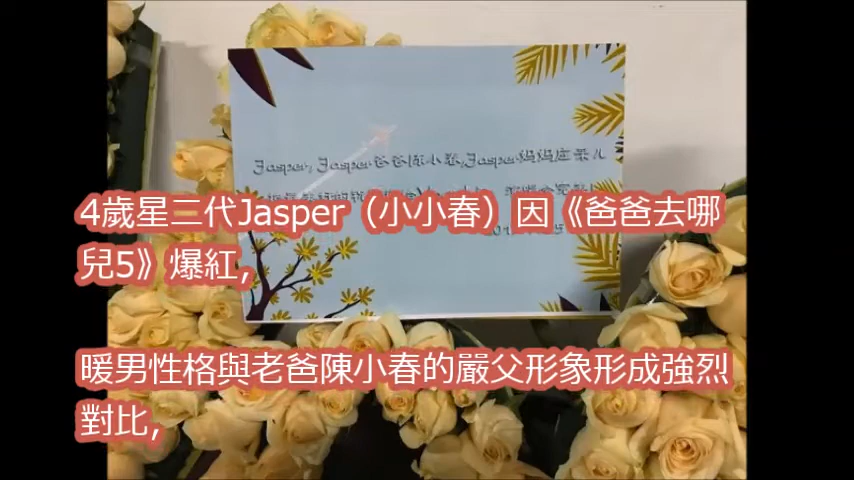 Jasper, Jasper爸爸陈小春,Jasper妈妈应采儿
4歲星二代Jasper（小小春）因《爸爸去哪
兒5》爆紅，
暖男性格與老爸陳小春的嚴父形象形成強烈
對比，